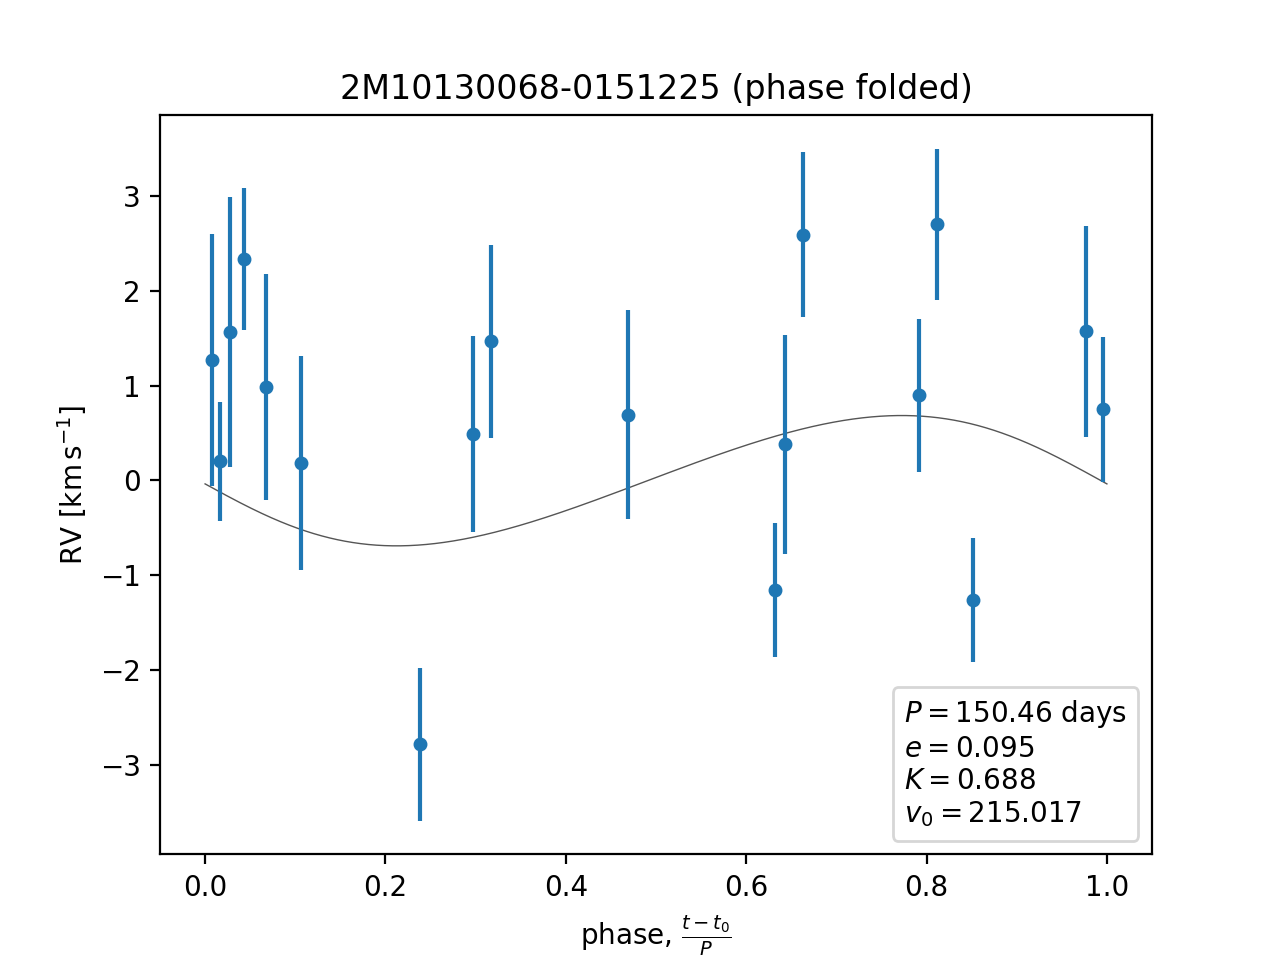 2M10130068-0151225 (phase folded)
RV [km s⁻¹]
3
2
1
0
−1
−2
−3
P = 150.46 days
e = 0.095
K = 0.688
v₀ = 215.017
0.0 0.2 0.4 0.6 0.8 1.0
phase, (t − t₀)/P